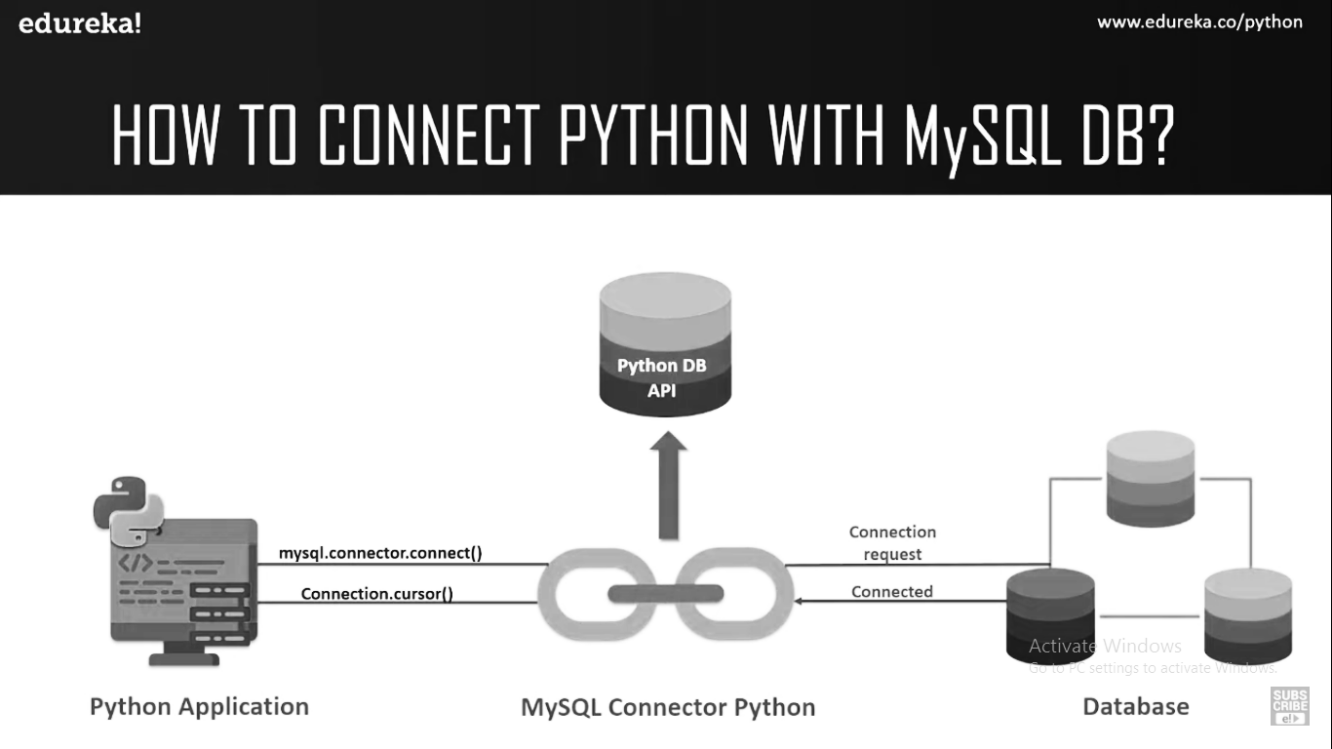 edureka!
www.edureka.co/python
HOW TO CONNECT PYTHON WITH MySQL DB?
Python DB
API
mysql.connector.connect()
Connection.cursor()
Connection
request
Connected
Activate Windows
Go to PC settings to activate Windows.
Python Application
MySQL Connector Python
Database
SUBS
CRIBE
e!